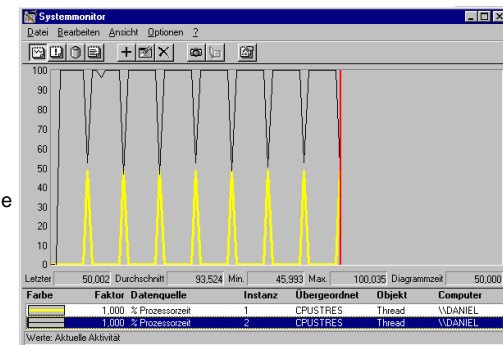 Systemmonitor
Datei Bearbeiten Ansicht Optionen ?
100
90
80
70
60
50
40
30
20
10
0
e
Letzter 50,002 Durchschnitt 93,524 Min. 45,993 Max. 100,035 Diagrammzeit 50,000
Farbe Faktor Datenquelle Instanz Übergeordnet Objekt Computer
1,000 % Prozessorzeit 1 CPUSTRES Thread \\DANIEL
1,000 % Prozessorzeit 2 CPUSTRES Thread \\DANIEL
Werte: Aktuelle Aktivität